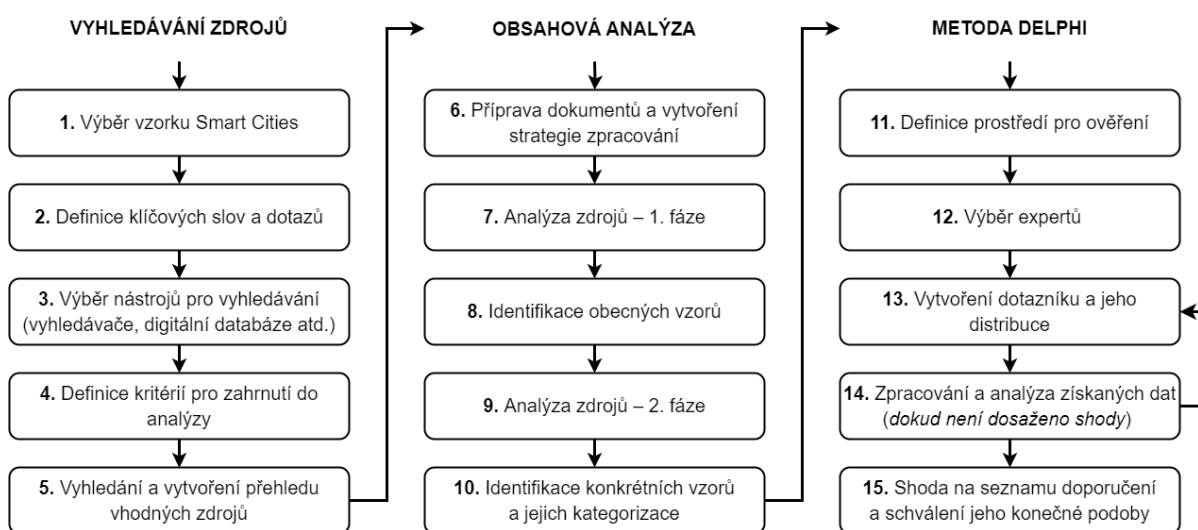 VYHLEDÁVÁNÍ ZDROJŮ
1. Výběr vzorku Smart Cities
2. Definice klíčových slov a dotazů
3. Výběr nástrojů pro vyhledávání
(vyhledávače, digitální databáze atd.)
4. Definice kritérií pro zahrnutí do
analýzy
5. Vyhledání a vytvoření přehledu
vhodných zdrojů
OBSAHOVÁ ANALÝZA
6. Příprava dokumentů a vytvoření
strategie zpracování
7. Analýza zdrojů – 1. fáze
8. Identifikace obecných vzorů
9. Analýza zdrojů – 2. fáze
10. Identifikace konkrétních vzorů
a jejich kategorizace
METODA DELPHI
11. Definice prostředí pro ověření
12. Výběr expertů
13. Vytvoření dotazníku a jeho
distribuce
14. Zpracování a analýza získaných dat
(dokud není dosaženo shody)
15. Shoda na seznamu doporučení
a schválení jeho konečné podoby